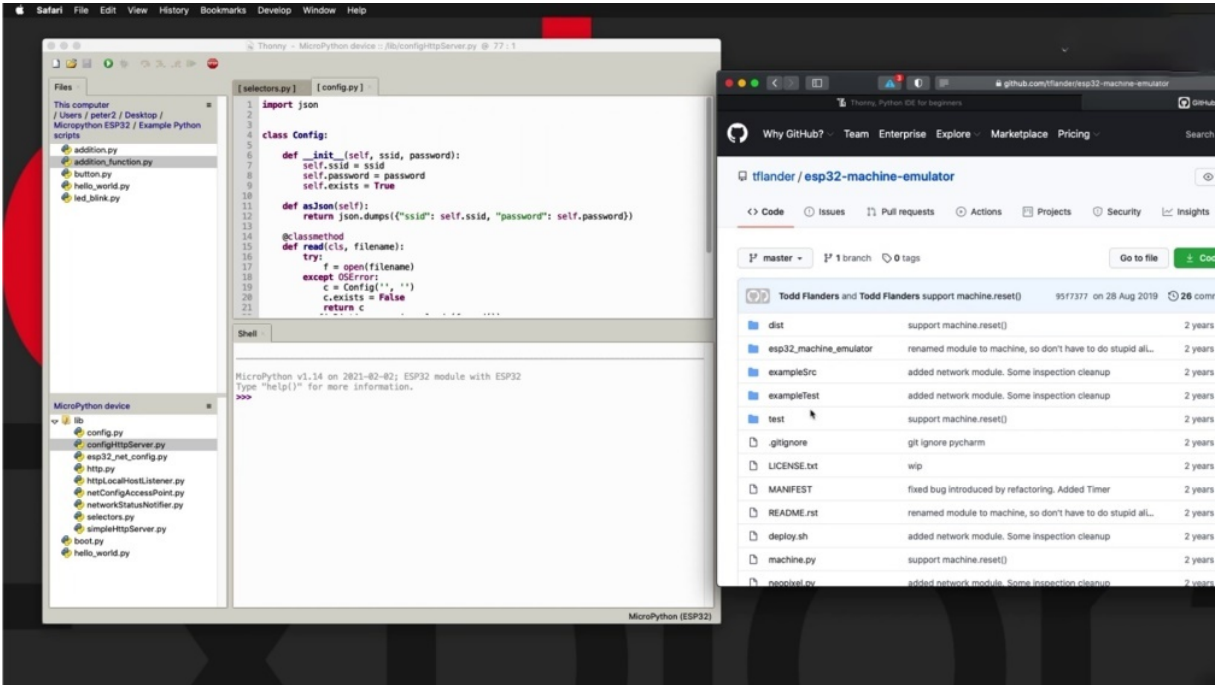 Safari File Edit View History Bookmarks Develop Window Help
Thonny - MicroPython device :: /lib/configHttpServer.py @ 77 : 1
Files
This computer
/ Users / peter2 / Desktop /
Micropython ESP32 / Example Python
scripts
addition.py
addition_function.py
button.py
hello_world.py
led_blink.py
MicroPython device
lib
config.py
configHttpServer.py
esp32_net_config.py
http.py
httpLocalHostListener.py
netConfigAccessPoint.py
networkStatusNotifier.py
selectors.py
simpleHttpServer.py
boot.py
hello_world.py
[ selectors.py ] [ config.py ]
1 import json
2
3
4 class Config:
5
6 def __init__(self, ssid, password):
7 self.ssid = ssid
8 self.password = password
9 self.exists = True
10
11 def asJson(self):
12 return json.dumps({"ssid": self.ssid, "password": self.password})
13
14 @classmethod
15 def read(cls, filename):
16 try:
17 f = open(filename)
18 except OSError:
19 c = Config('', '')
20 c.exists = False
21 return c
Shell
MicroPython v1.14 on 2021-02-02; ESP32 module with ESP32
Type "help()" for more information.
>>>
MicroPython (ESP32)
github.com/tflander/esp32-machine-emulator
Thonny, Python IDE for beginners
GitHub
Why GitHub? Team Enterprise Explore Marketplace Pricing Search
tflander / esp32-machine-emulator
Code Issues Pull requests Actions Projects Security Insights
master 1 branch 0 tags Go to file
Todd Flanders and Todd Flanders support machine.reset() 95f7377 on 28 Aug 2019 26
dist support machine.reset() 2 years
esp32_machine_emulator renamed module to machine, so don't have to do stupid ali... 2 years
exampleSrc added network module. Some inspection cleanup 2 years
exampleTest added network module. Some inspection cleanup 2 years
test support machine.reset() 2 years
.gitignore git ignore pycharm 2 years
LICENSE.txt wip 2 years
MANIFEST fixed bug introduced by refactoring. Added Timer 2 years
README.rst renamed module to machine, so don't have to do stupid ali... 2 years
deploy.sh added network module. Some inspection cleanup 2 years
machine.py support machine.reset() 2 years
neopixel.py added network module. Some inspection cleanup 2 years